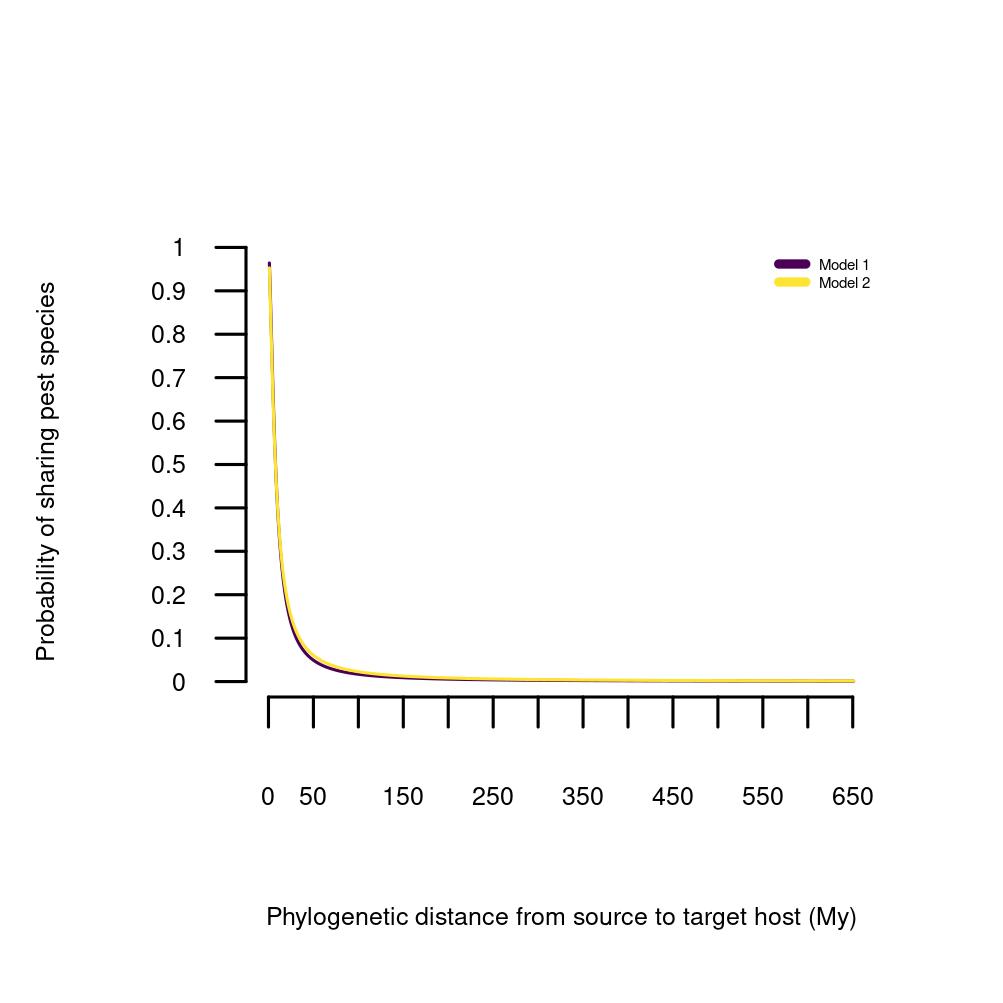 Model 1
Model 2
Probability of sharing pest species
1
0.9
0.8
0.7
0.6
0.5
0.4
0.3
0.2
0.1
0
0 50 150 250 350 450 550 650
Phylogenetic distance from source to target host (My)